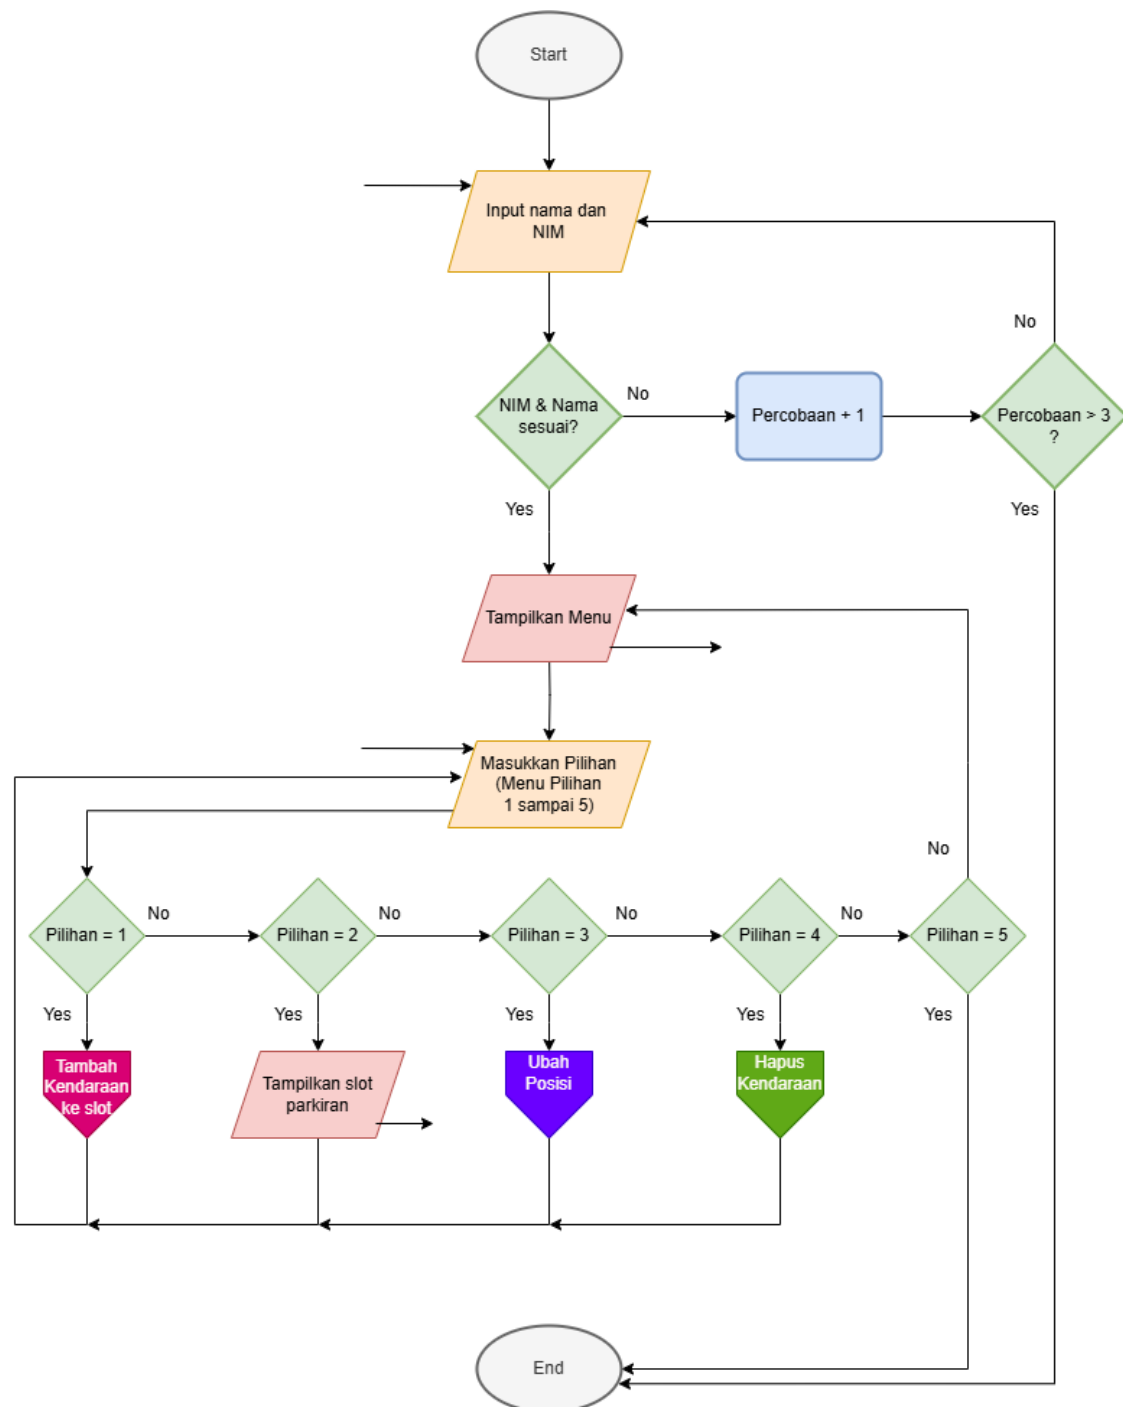 Start
Input nama dan
NIM
No
NIM & Nama
sesuai?
No
Percobaan + 1
Percobaan > 3
?
Yes
Yes
Tampilkan Menu
Masukkan Pilihan
(Menu Pilihan
1 sampai 5)
No
Pilihan = 1
No
Pilihan = 2
No
Pilihan = 3
No
Pilihan = 4
No
Pilihan = 5
Yes
Yes
Yes
Yes
Yes
Tambah
Kendaraan
ke slot
Tampilkan slot
parkiran
Ubah
Posisi
Hapus
Kendaraan
End